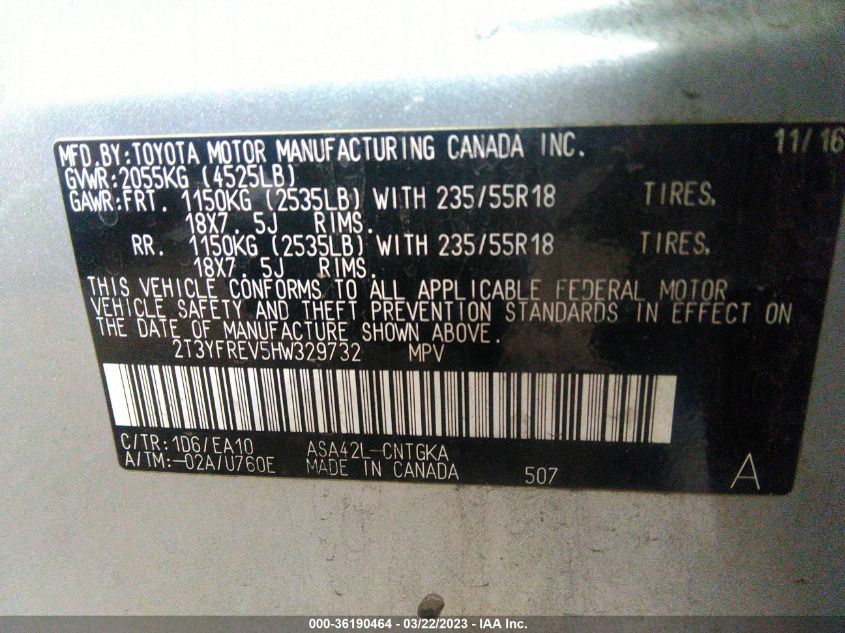 MFD.BY:TOYOTA MOTOR MANUFACTURING CANADA INC. 11/16
GVWR:2055KG (4525LB)
GAWR:FRT. 1150KG (2535LB) WITH 235/55R18 TIRES.
18X7. 5J RIMS.
RR. 1150KG (2535LB) WITH 235/55R18 TIRES.
18X7. 5J RIMS.
THIS VEHICLE CONFORMS TO ALL APPLICABLE FEDERAL MOTOR
VEHICLE SAFETY AND THEFT PREVENTION STANDARDS IN EFFECT ON
THE DATE OF MANUFACTURE SHOWN ABOVE.
2T3YFREV5HW329732 MPV
C/TR:1D6/EA10 ASA42L-CNTGKA
A/TM:-02A/U760E MADE IN CANADA 507 A
000-36190464 - 03/22/2023 - IAA Inc.